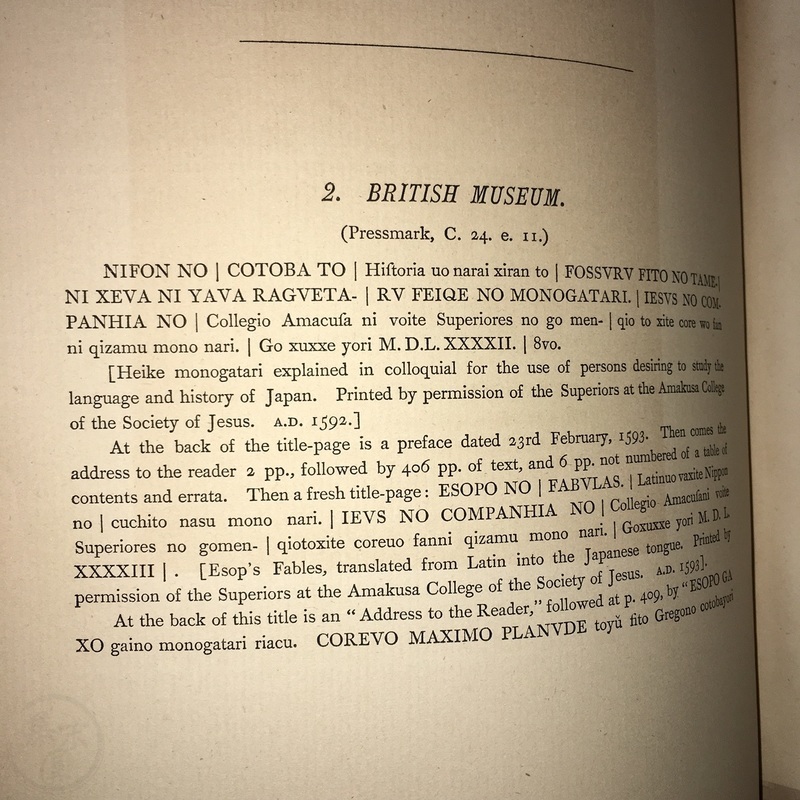 2. BRITISH MUSEUM.
(Pressmark, C. 24. e. 11.)
NIFON NO | COTOBA TO | Hiſtoria uo narai xiran to | FOSSVRV FITO NO TAME-|
NI XEVA NI YAVA RAGVETA- | RV FEIQE NO MONOGATARI. | IESVS NO COM-
PANHIA NO | Collegio Amacuſa ni voite Superiores no go men- | qio to xite core wo fan
ni qizamu mono nari. | Go xuxxe yori M. D. L. XXXXII. | 8vo.
[Heike monogatari explained in colloquial for the use of persons desiring to study the
language and history of Japan. Printed by permission of the Superiors at the Amakusa College
of the Society of Jesus. A.D. 1592.]
At the back of the title-page is a preface dated 23rd February, 1593. Then comes the
address to the reader 2 pp., followed by 406 pp. of text, and 6 pp. not numbered of a table of
contents and errata. Then a fresh title-page: ESOPO NO | FABVLAS. | Latinuo vaxite Nippon
no | cuchito nasu mono nari. | IEVS NO COMPANHIA NO | Collegio Amacuſani voite
Superiores no gomen- | qiotoxite coreuo fanni qizamu mono nari. | Goxuxxe yori M. D. L.
XXXXIII | . [Esop's Fables, translated from Latin into the Japanese tongue. Printed by
permission of the Superiors at the Amakusa College of the Society of Jesus. A.D. 1593].
At the back of this title is an "Address to the Reader," followed at p. 409, by "ESOPO GA
XO gaino monogatari riacu. COREVO MAXIMO PLANVDE toyŭ fito Gregono cotobayori